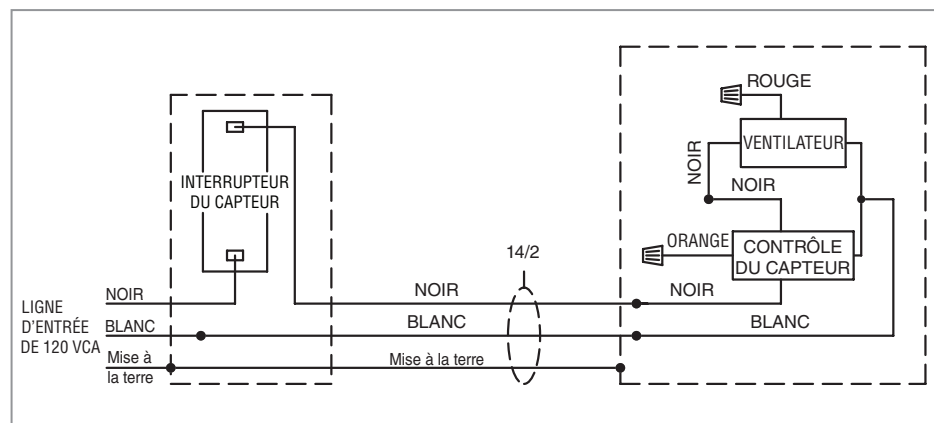 ROUGE
VENTILATEUR
NOIR
NOIR
INTERRUPTEUR
DU CAPTEUR
ORANGE
CONTRÔLE
DU CAPTEUR
14/2
LIGNE
D'ENTRÉE
DE 120 VCA
NOIR
NOIR
NOIR
BLANC
BLANC
BLANC
Mise à
la terre
Mise à la terre